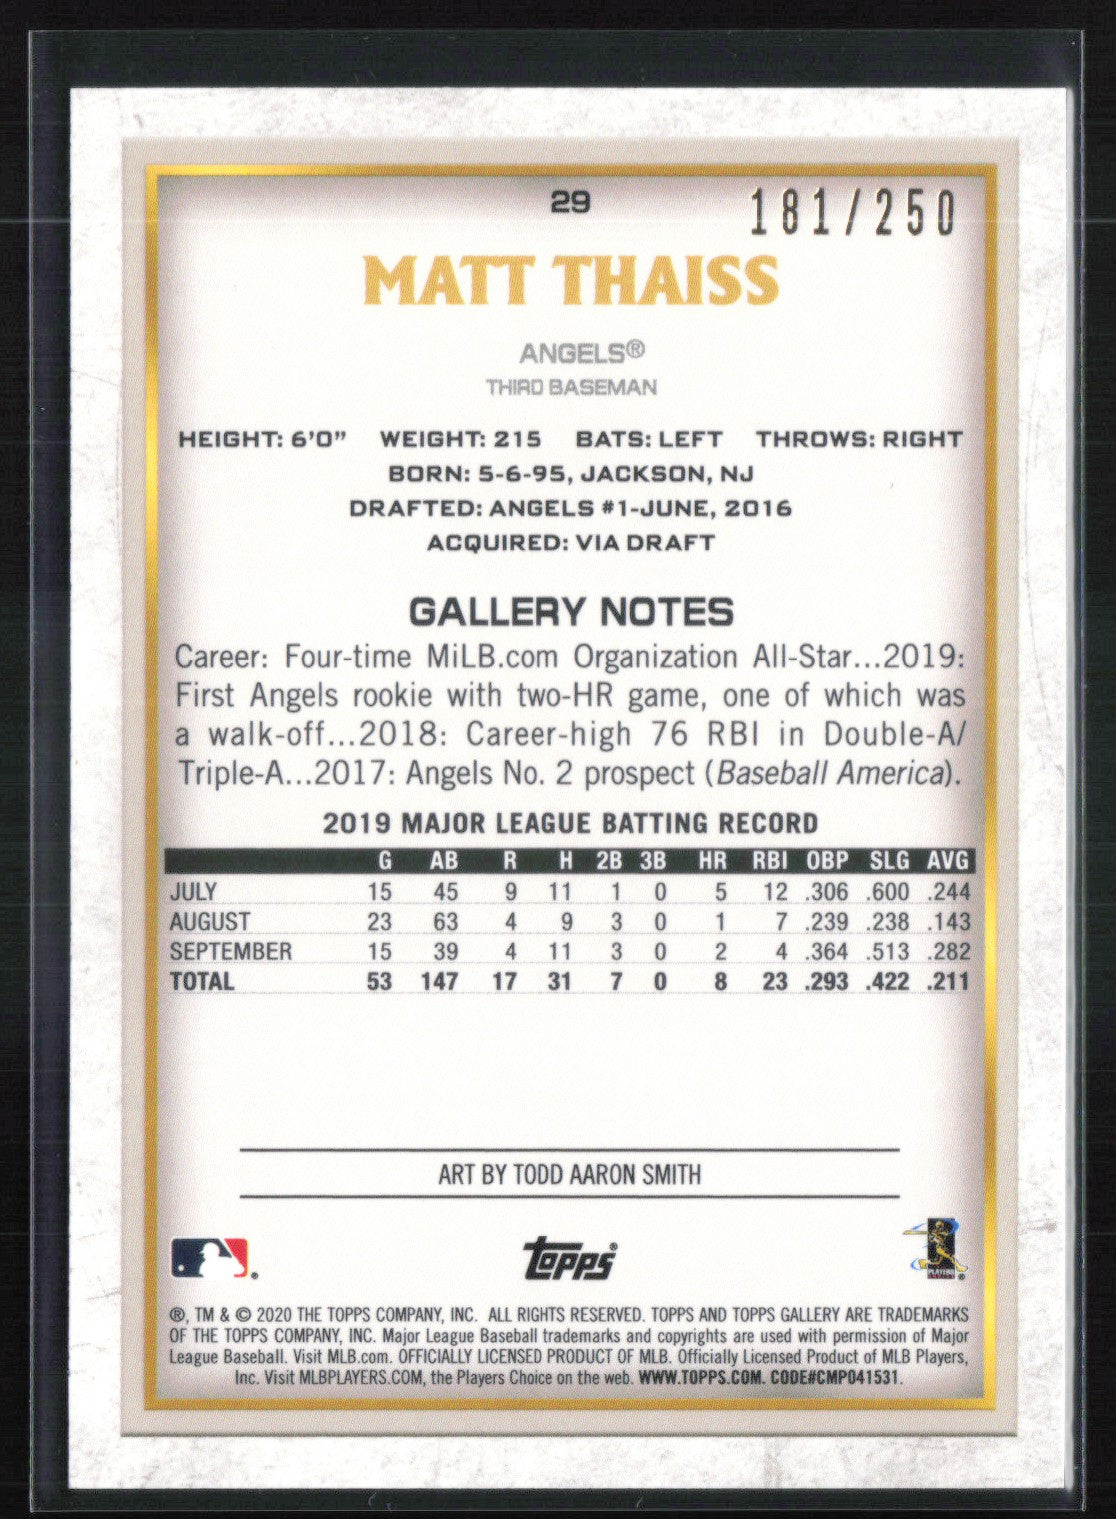 29
181/250
MATT THAISS
ANGELS®
THIRD BASEMAN
HEIGHT: 6'0" WEIGHT: 215 BATS: LEFT THROWS: RIGHT
BORN: 5-6-95, JACKSON, NJ
DRAFTED: ANGELS #1-JUNE, 2016
ACQUIRED: VIA DRAFT
GALLERY NOTES
Career: Four-time MiLB.com Organization All-Star...2019:
First Angels rookie with two-HR game, one of which was
a walk-off...2018: Career-high 76 RBI in Double-A/
Triple-A...2017: Angels No. 2 prospect (Baseball America).
2019 MAJOR LEAGUE BATTING RECORD
G AB R H 2B 3B HR RBI OBP SLG AVG
JULY 15 45 9 11 1 0 5 12 .306 .600 .244
AUGUST 23 63 4 9 3 0 1 7 .239 .238 .143
SEPTEMBER 15 39 4 11 3 0 2 4 .364 .513 .282
TOTAL 53 147 17 31 7 0 8 23 .293 .422 .211
ART BY TODD AARON SMITH
topps®
PLAYERS
®, TM & © 2020 THE TOPPS COMPANY, INC. ALL RIGHTS RESERVED. TOPPS AND TOPPS GALLERY ARE TRADEMARKS
OF THE TOPPS COMPANY, INC. Major League Baseball trademarks and copyrights are used with permission of Major
League Baseball. Visit MLB.com. OFFICIALLY LICENSED PRODUCT OF MLB. Officially Licensed Product of MLB Players,
Inc. Visit MLBPLAYERS.COM, the Players Choice on the web. WWW.TOPPS.COM. CODE#CMP041531.